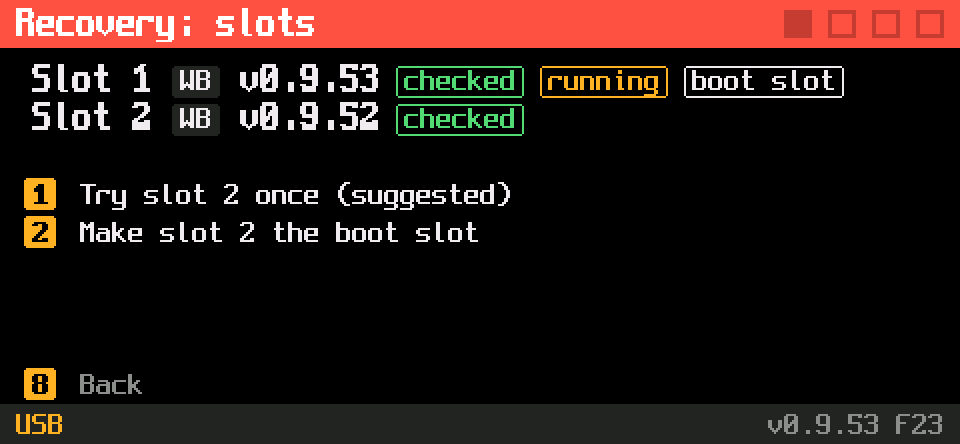 Recovery: slots
Slot 1 WB v0.9.53 checked running boot slot
Slot 2 WB v0.9.52 checked
1 Try slot 2 once (suggested)
2 Make slot 2 the boot slot
8 Back
USB v0.9.53 F23